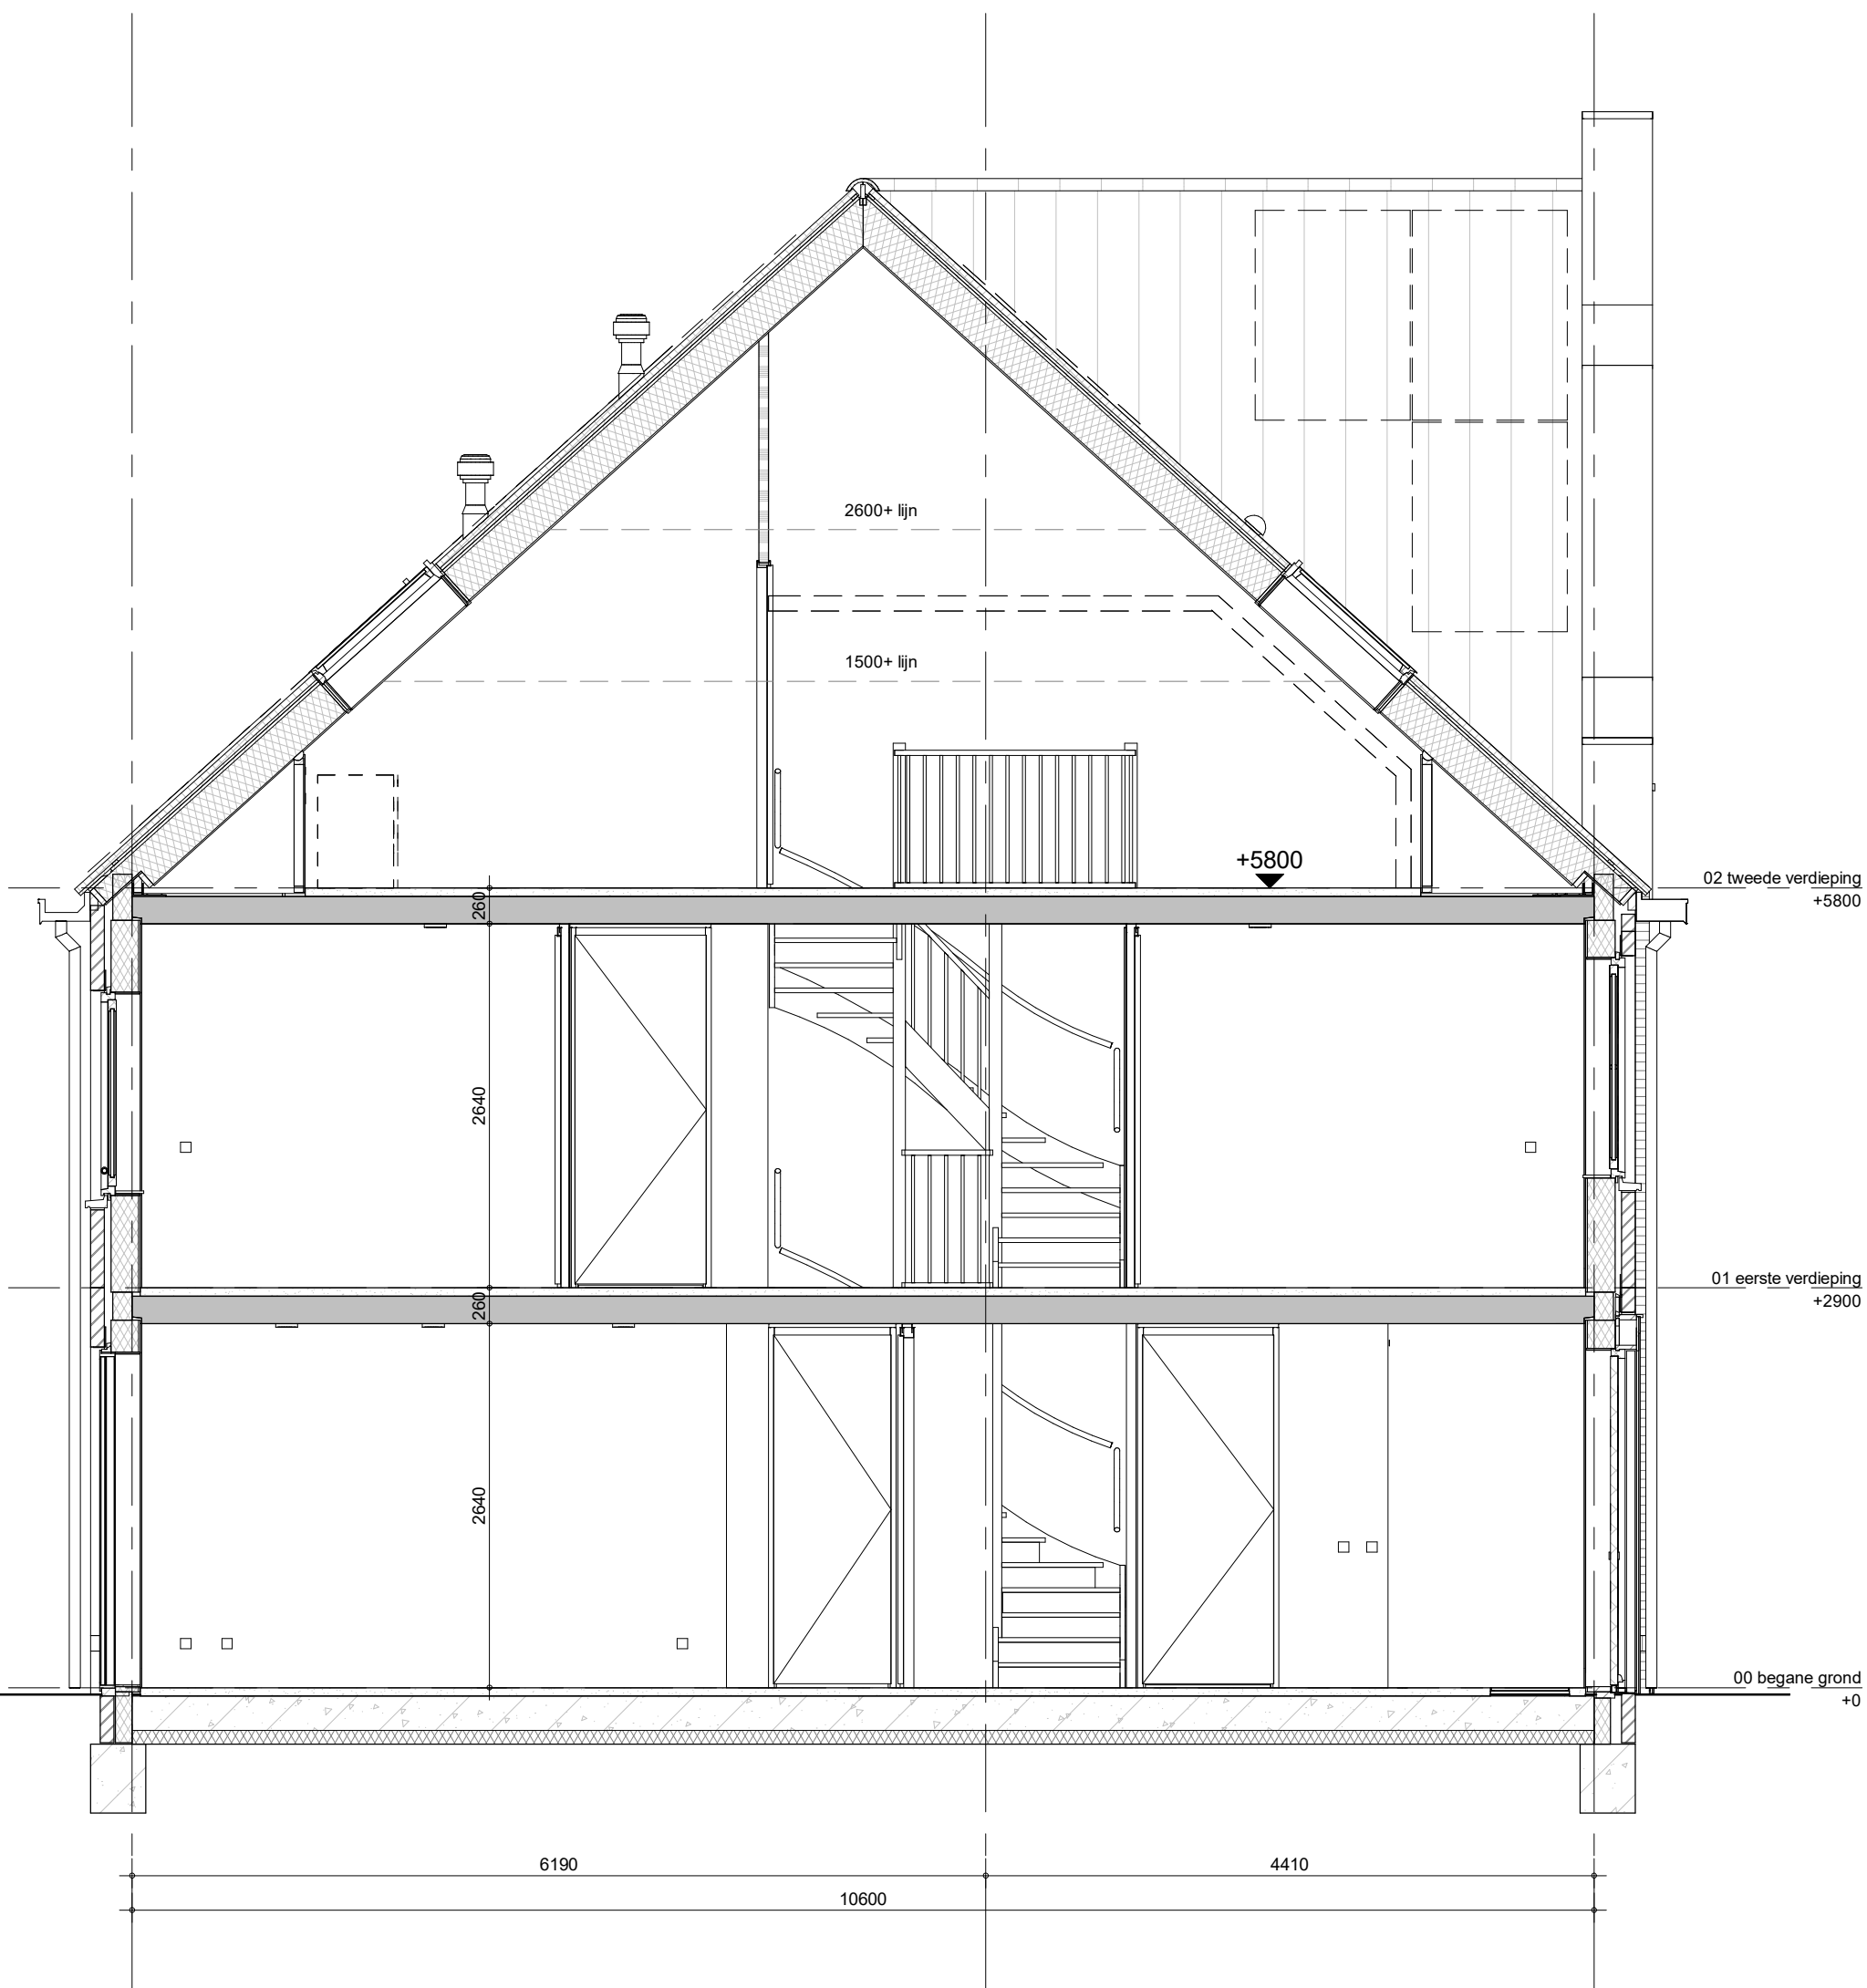 2600+ lijn
1500+ lijn
+5800
02 tweede verdieping
+5800
260
2640
01 eerste verdieping
+2900
260
2640
00 begane grond
+0
6190
4410
10600